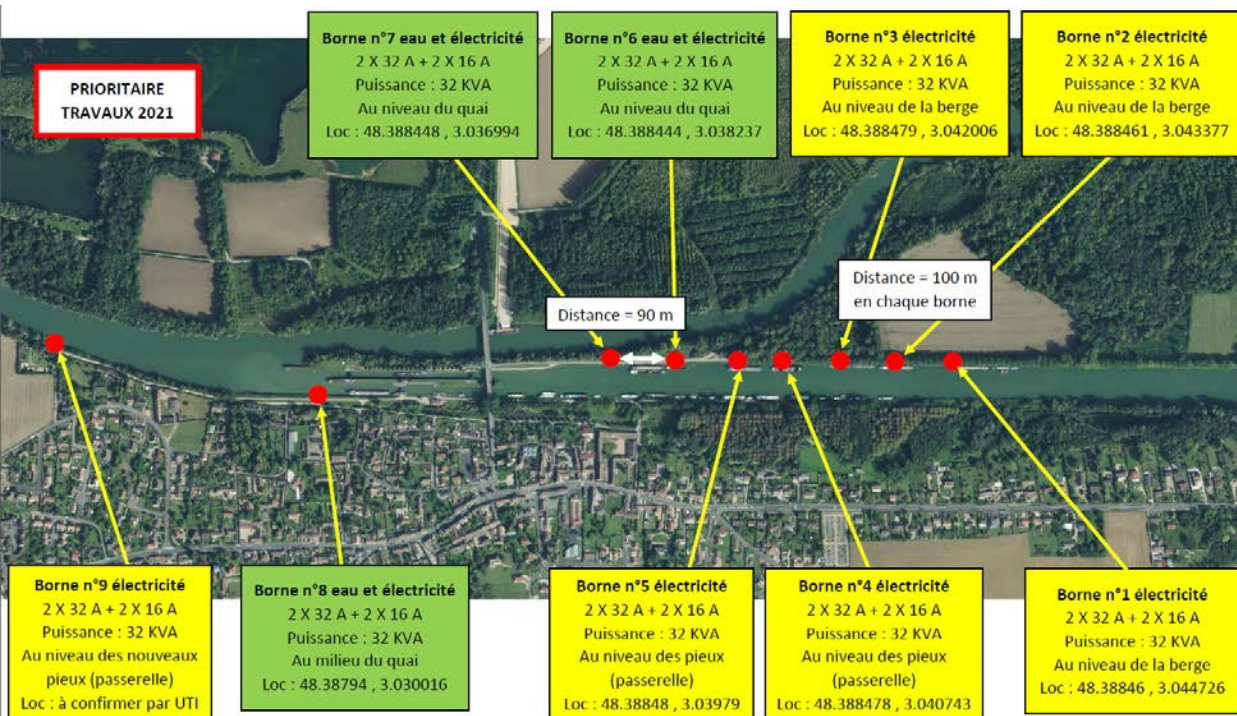 PRIORITAIRE
TRAVAUX 2021
Borne n°7 eau et électricité
2 X 32 A + 2 X 16 A
Puissance : 32 KVA
Au niveau du quai
Loc : 48.388448 , 3.036994
Borne n°6 eau et électricité
2 X 32 A + 2 X 16 A
Puissance : 32 KVA
Au niveau du quai
Loc : 48.388444 , 3.038237
Borne n°3 électricité
2 X 32 A + 2 X 16 A
Puissance : 32 KVA
Au niveau de la berge
Loc : 48.388479 , 3.042006
Borne n°2 électricité
2 X 32 A + 2 X 16 A
Puissance : 32 KVA
Au niveau de la berge
Loc : 48.388461 , 3.043377
Distance = 90 m
Distance = 100 m
en chaque borne
Borne n°9 électricité
2 X 32 A + 2 X 16 A
Puissance : 32 KVA
Au niveau des nouveaux
pieux (passerelle)
Loc : à confirmer par UTI
Borne n°8 eau et électricité
2 X 32 A + 2 X 16 A
Puissance : 32 KVA
Au milieu du quai
Loc : 48.38794 , 3.030016
Borne n°5 électricité
2 X 32 A + 2 X 16 A
Puissance : 32 KVA
Au niveau des pieux
(passerelle)
Loc : 48.38848 , 3.03979
Borne n°4 électricité
2 X 32 A + 2 X 16 A
Puissance : 32 KVA
Au niveau des pieux
(passerelle)
Loc : 48.388478 , 3.040743
Borne n°1 électricité
2 X 32 A + 2 X 16 A
Puissance : 32 KVA
Au niveau de la berge
Loc : 48.38846 , 3.044726